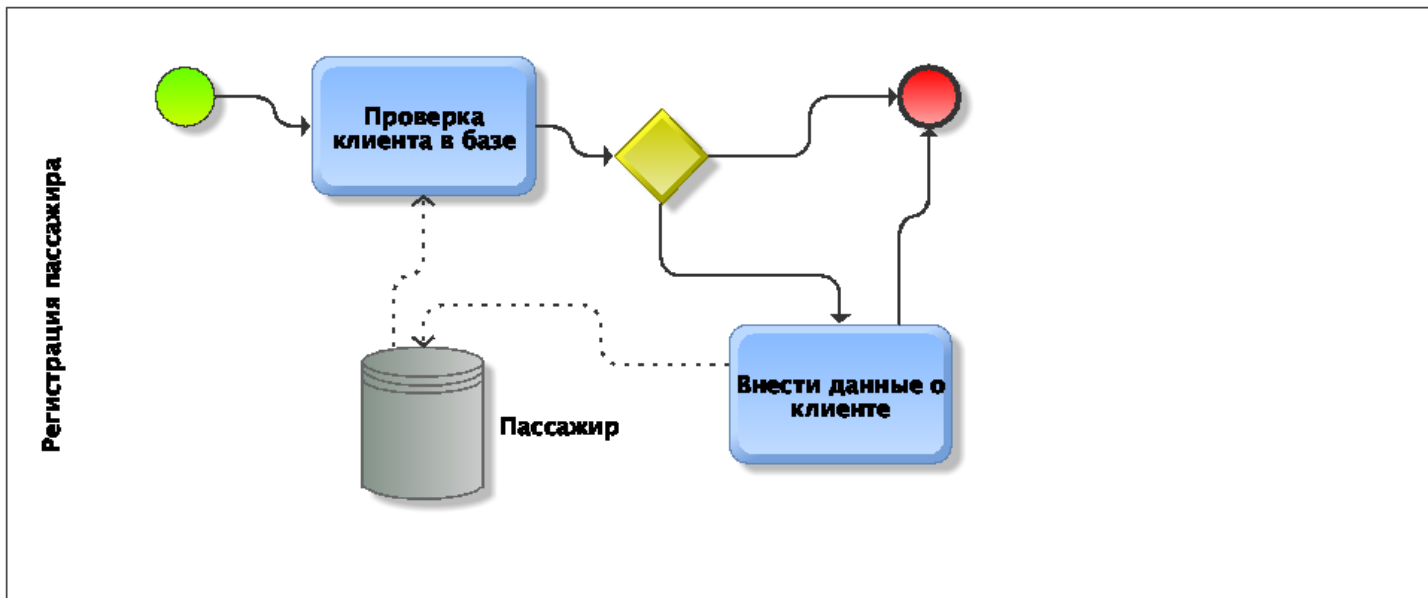 Регистрация пассажира
Проверка
клиента в базе
Внести данные о
клиенте
Пассажир